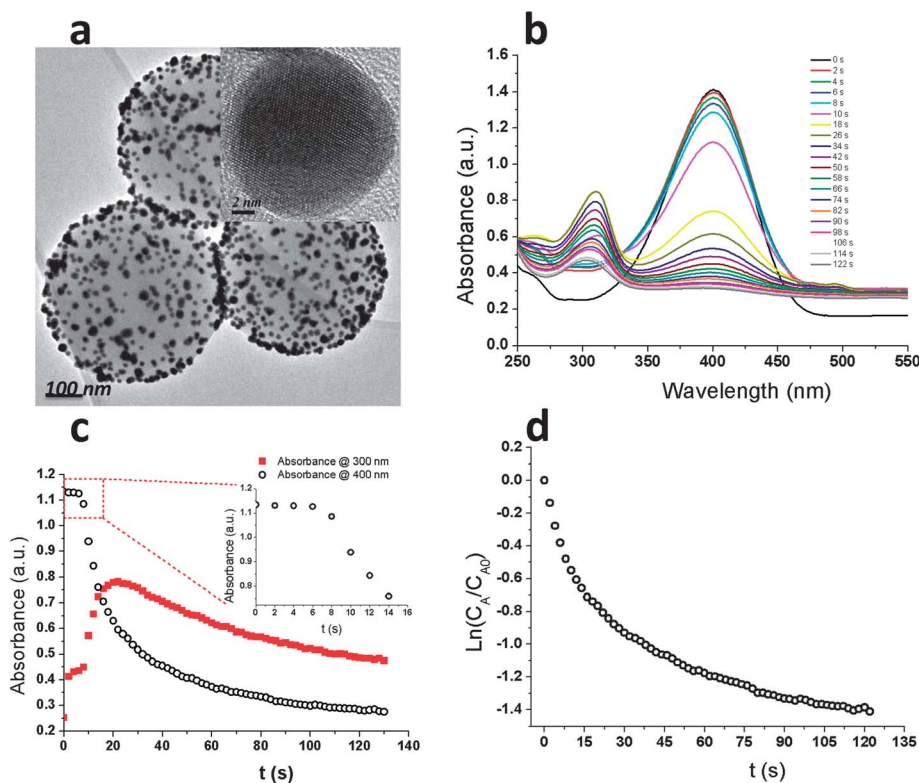 a
2 nm
100 nm
b
Absorbance (a.u.)
1.6
1.4
1.2
1.0
0.8
0.6
0.4
0.2
0.0
250 300 350 400 450 500 550
Wavelength (nm)
0 s
2 s
4 s
6 s
8 s
10 s
18 s
26 s
34 s
42 s
50 s
58 s
66 s
74 s
82 s
90 s
98 s
106 s
114 s
122 s
c
Absorbance @ 300 nm
Absorbance @ 400 nm
Absorbance (a.u.)
1.2
1.1
1.0
0.9
0.8
0.7
0.6
0.5
0.4
0.3
0.2
0 20 40 60 80 100 120 140
t (s)
Absorbance (a.u.)
1.2
1.1
1.0
0.9
0.8
0 2 4 6 8 10 12 14 16
t (s)
d
Ln(C_A/C_A0)
0.2
0.0
-0.2
-0.4
-0.6
-0.8
-1.0
-1.2
-1.4
0 15 30 45 60 75 90 105 120 135
t (s)